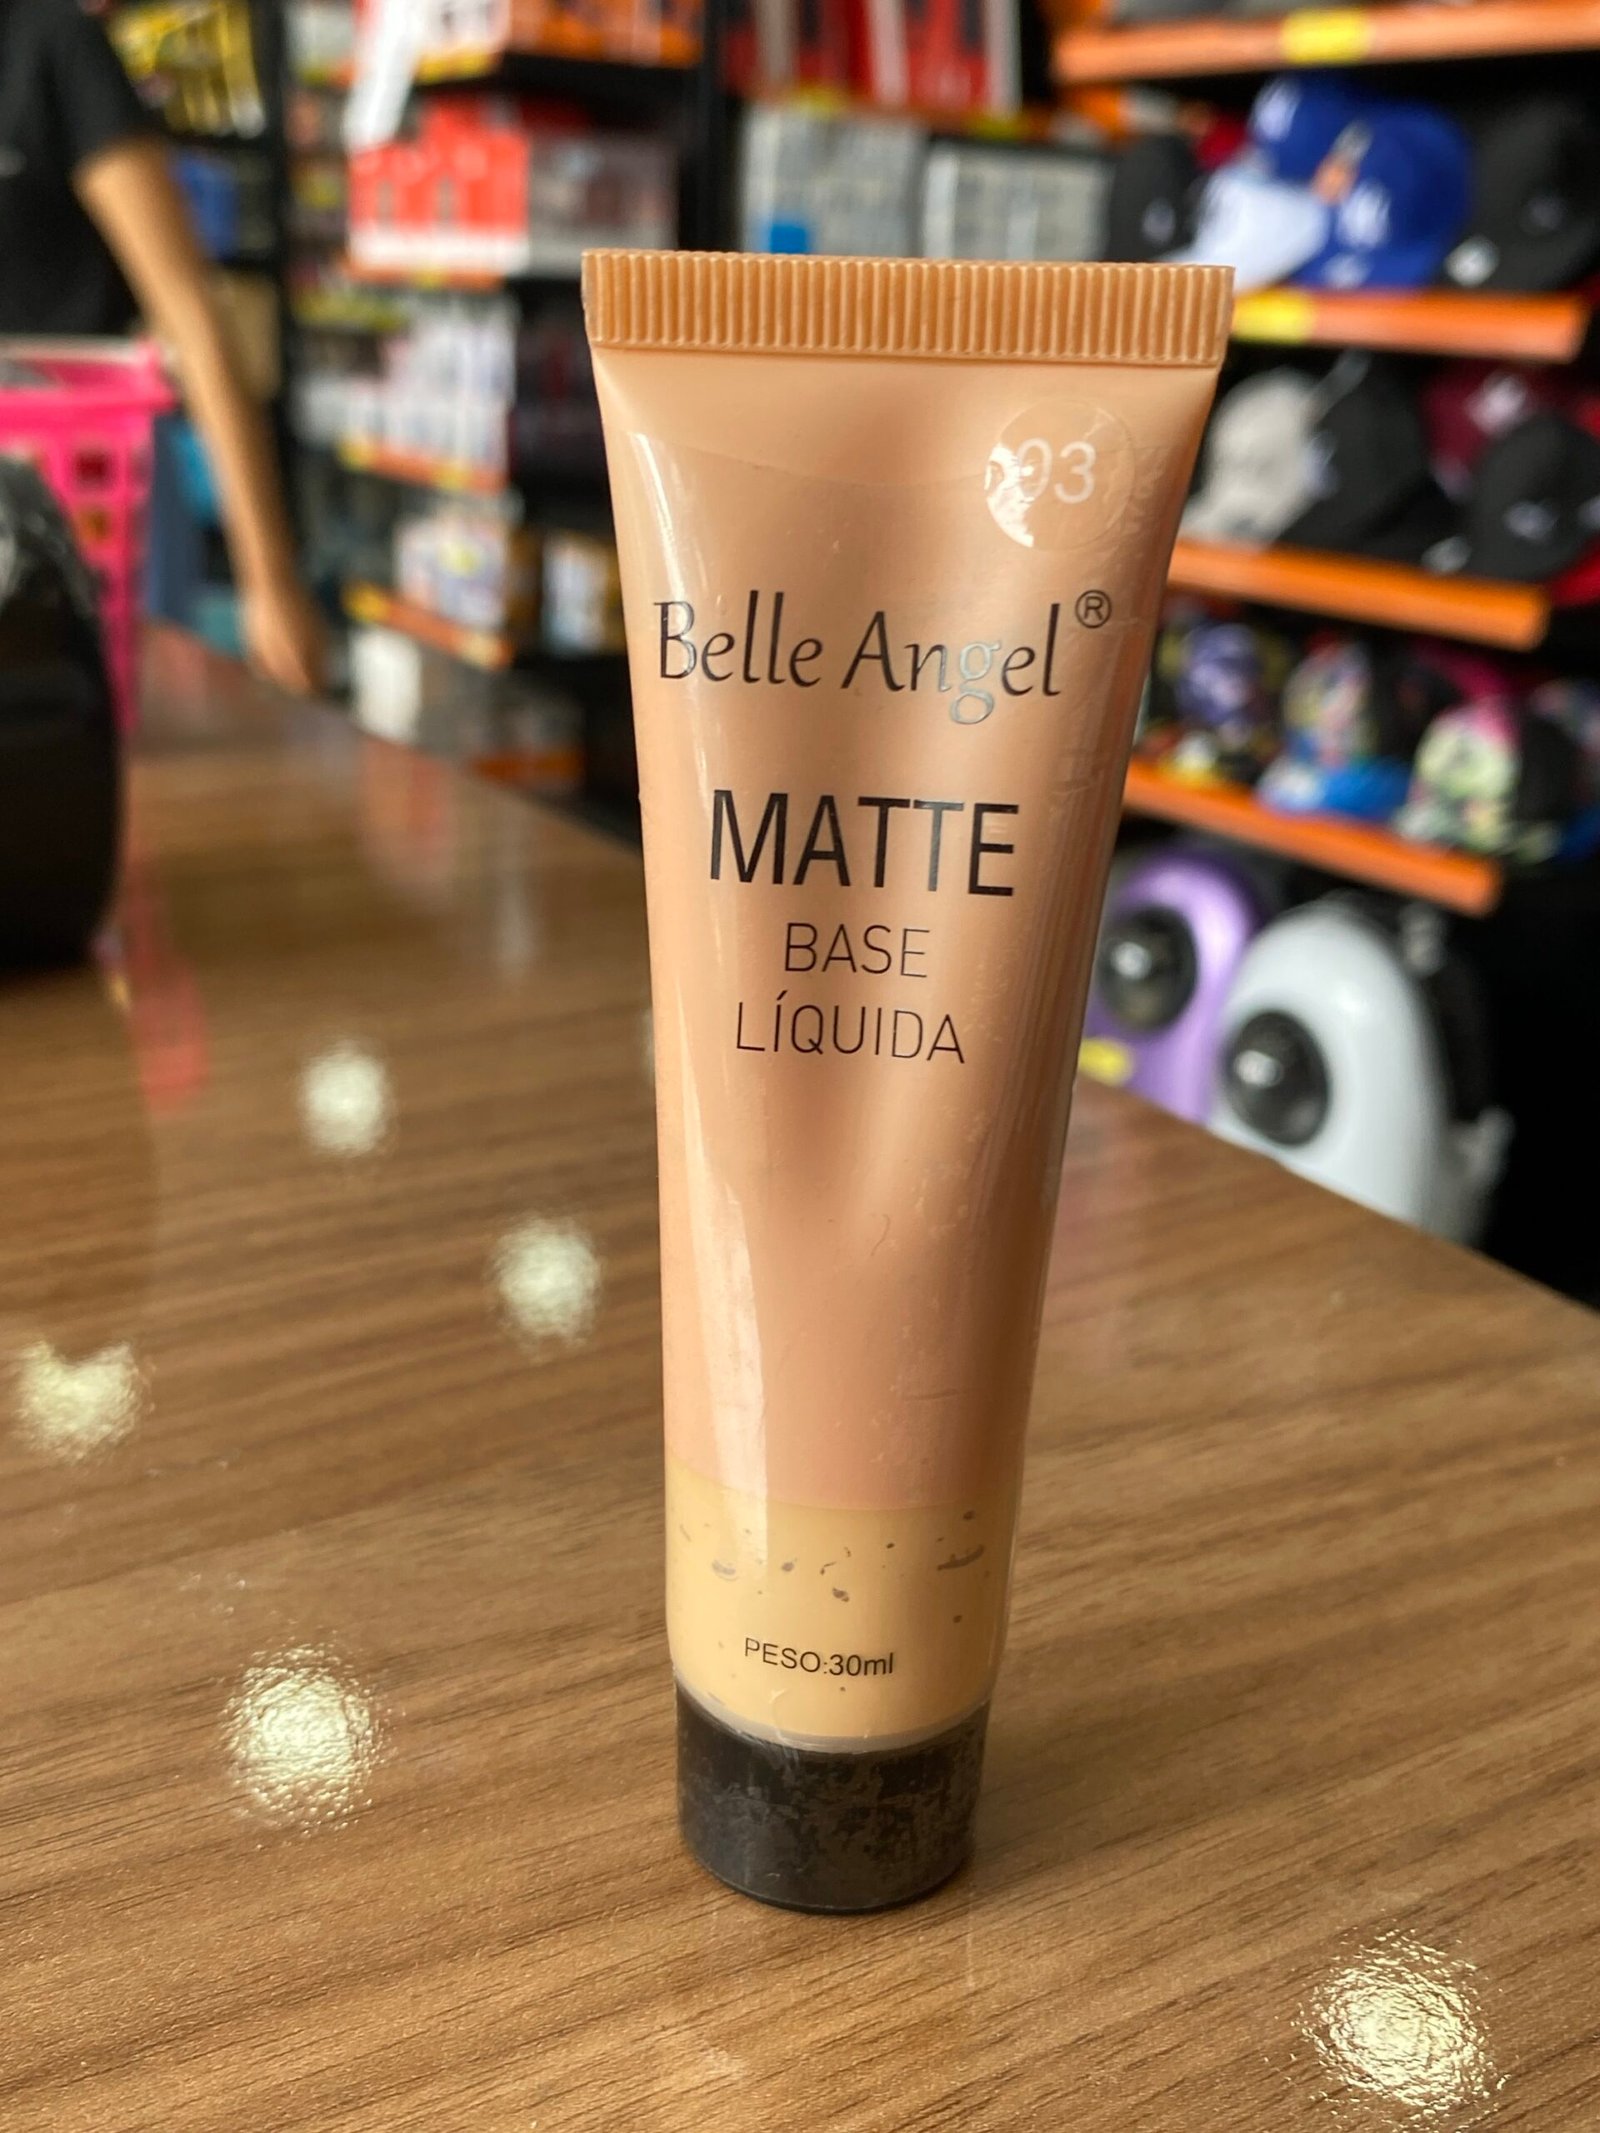 03
Belle Angel®
MATTE
BASE
LÍQUIDA
PESO:30ml